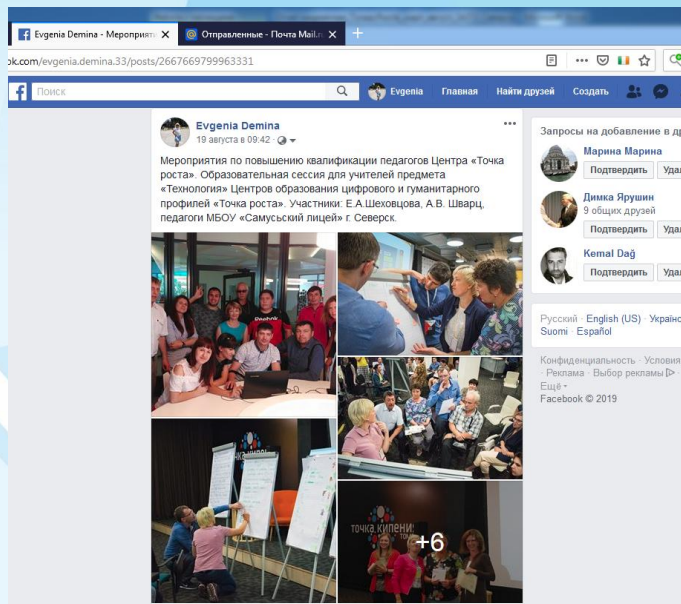 Evgenia Demina - Мероприяти
Отправленные - Почта Mail.r
ok.com/evgenia.demina.33/posts/2667669799963331
Поиск
Evgenia Главная Найти друзей Создать
Evgenia Demina
19 августа в 09:42
Мероприятия по повышению квалификации педагогов Центра «Точка
роста». Образовательная сессия для учителей предмета
«Технология» Центров образования цифрового и гуманитарного
профилей «Точка роста». Участники: Е.А.Шеховцова, А.В. Шварц,
педагоги МБОУ «Самусьский лицей» г. Северск.
точка кипения
+6
Запросы на добавление в др
Марина Марина
Подтвердить Удал
Димка Ярушин
9 общих друзей
Подтвердить Удал
Kemal Dağ
Подтвердить Удал
Русский · English (US) · Українс
Suomi · Español
Конфиденциальность · Условия
· Реклама · Выбор рекламы ·
Ещё
Facebook © 2019